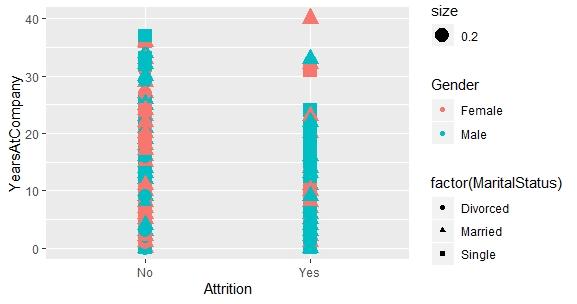 40
30
20
10
0
YearsAtCompany
No
Yes
Attrition
size
0.2
Gender
Female
Male
factor(MaritalStatus)
Divorced
Married
Single